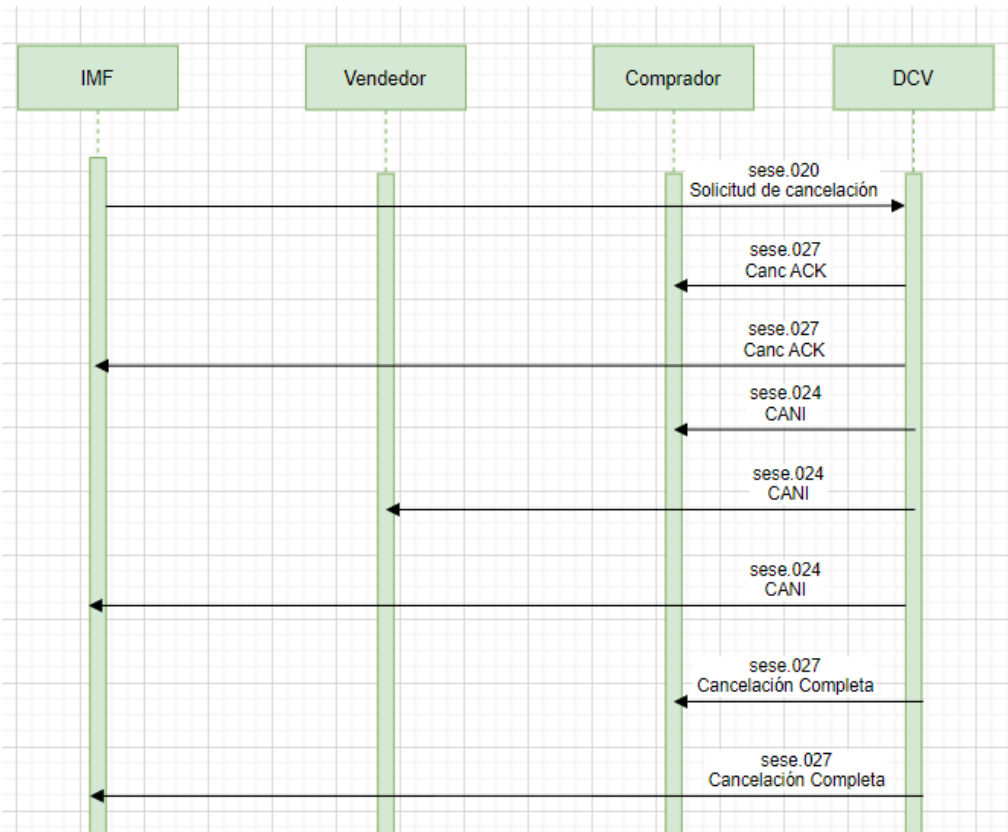 IMF
Vendedor
Comprador
DCV
sese.020
Solicitud de cancelación
sese.027
Canc ACK
sese.027
Canc ACK
sese.024
CANI
sese.024
CANI
sese.024
CANI
sese.027
Cancelación Completa
sese.027
Cancelación Completa